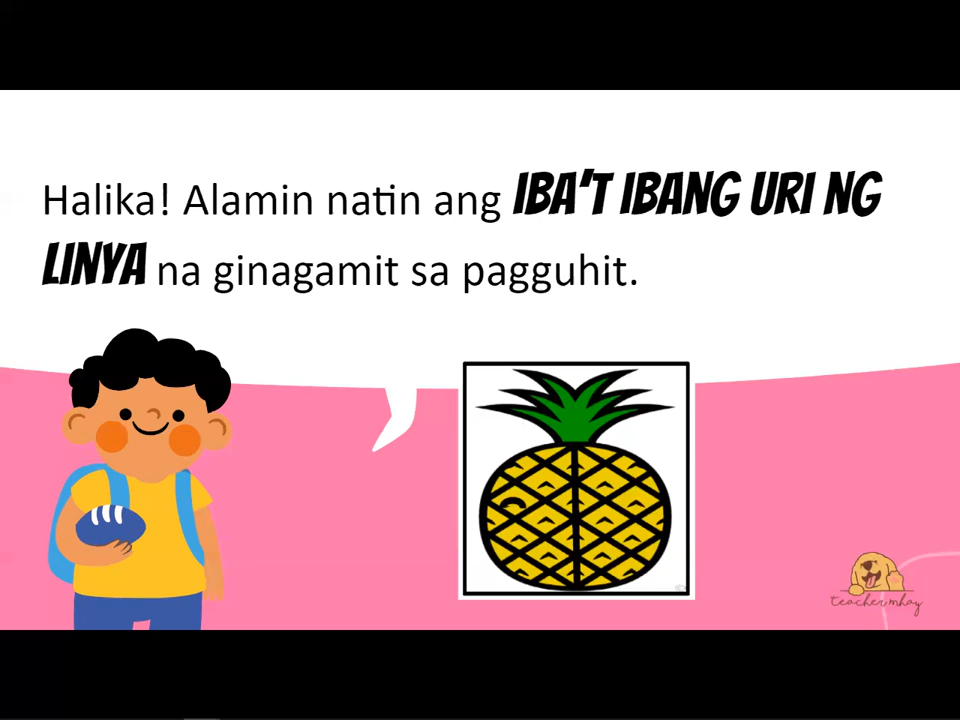 Halika! Alamin natin ang IBA'T IBANG URI NG
LINYA na ginagamit sa pagguhit.
teacher mhay